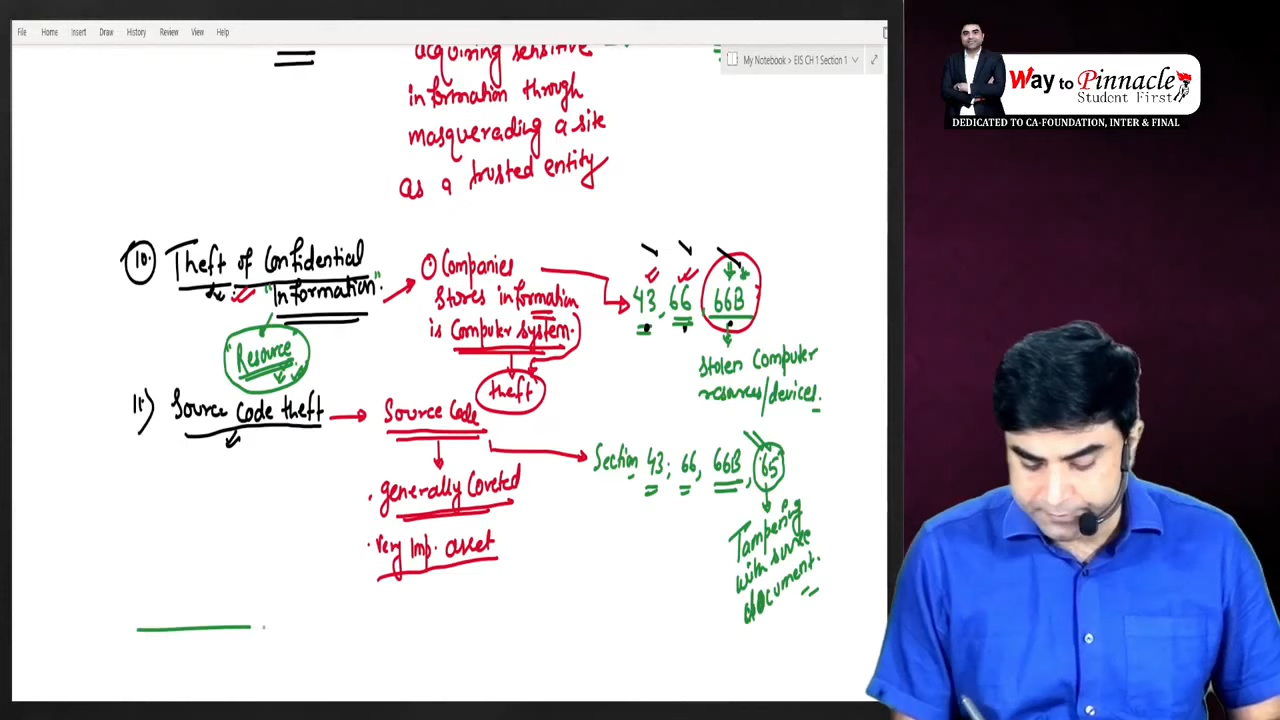 File Home Insert Draw History Review View Help
My Notebook > EIS CH 1 Section 1
Way to Pinnacle
Student First
DEDICATED TO CA-FOUNDATION, INTER & FINAL
acquiring sensitive
information through
masquerading a site
as a trusted entity
10. Theft of Confidential
"Information"
"Resource"
① Companies
stores information
is Computer system.
theft
43, 66 66B
Stolen Computer
resources/devices.
11) Source Code theft
Source Code
• generally Coveted
• Very Imp. asset
Section 43; 66, 66B, 65
Tampering
with source
document.